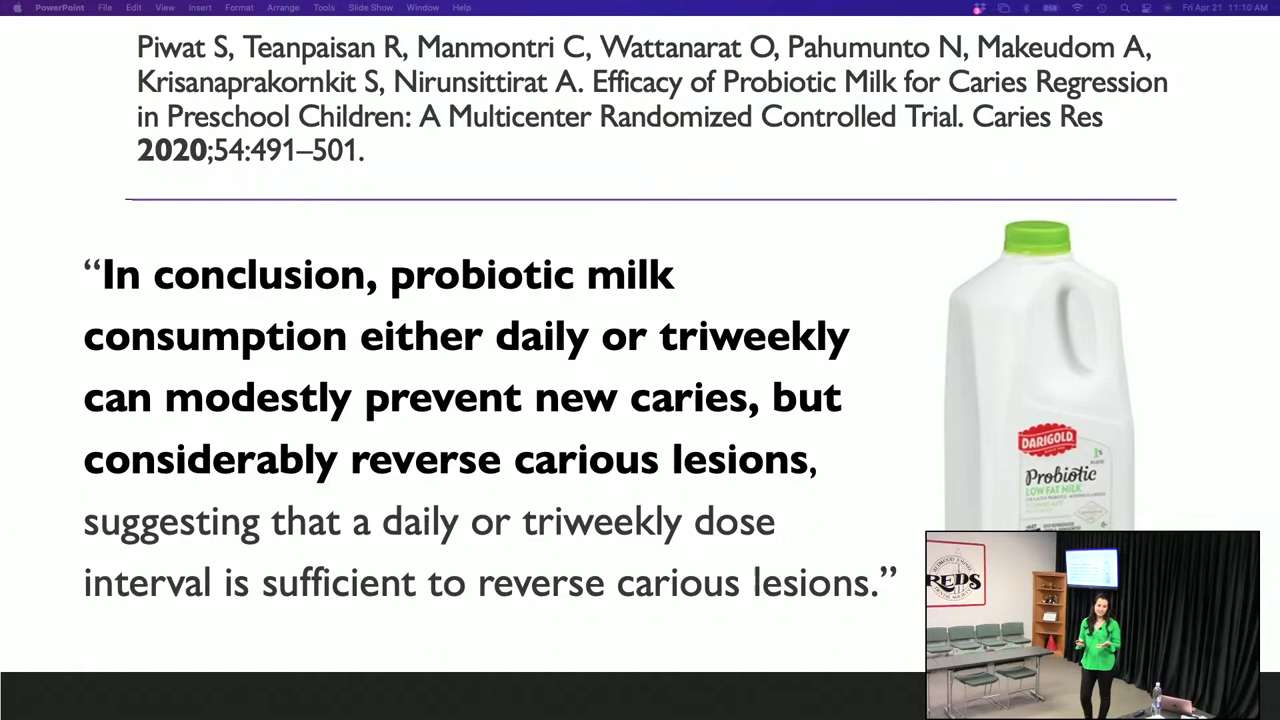 PowerPoint File Edit View Insert Format Arrange Tools Slide Show Window Help Fri Apr 21 11:10 AM
Piwat S, Teanpaisan R, Manmontri C, Wattanarat O, Pahumunto N, Makeudom A,
Krisanaprakornkit S, Nirunsittirat A. Efficacy of Probiotic Milk for Caries Regression
in Preschool Children: A Multicenter Randomized Controlled Trial. Caries Res
2020;54:491–501.
“In conclusion, probiotic milk
consumption either daily or triweekly
can modestly prevent new caries, but
considerably reverse carious lesions,
suggesting that a daily or triweekly dose
interval is sufficient to reverse carious lesions.”
DARIGOLD
1%
Probiotic
LOW FAT MILK
REDS